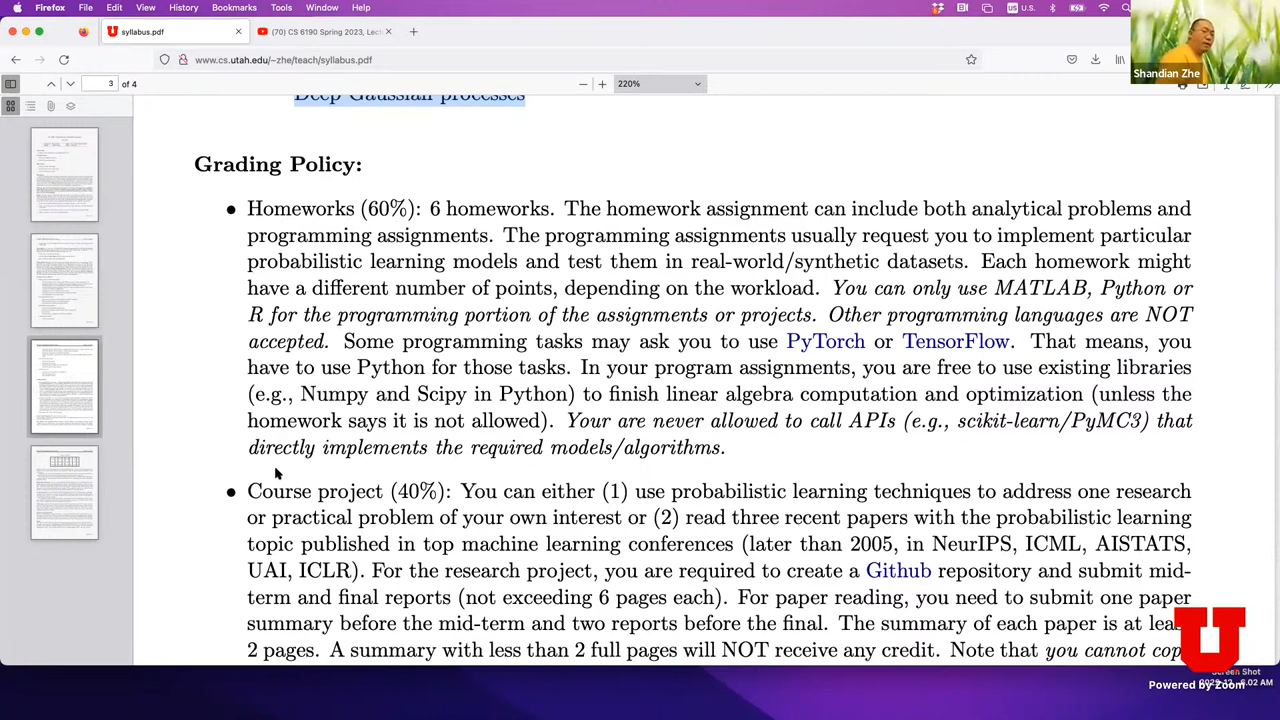 Firefox File Edit View History Bookmarks Tools Window Help U.S.
syllabus.pdf
(70) CS 6190 Spring 2023, Lec
www.cs.utah.edu/~zhe/teach/syllabus.pdf
Shandian Zhe
3 of 4
220%
Deep Gaussian processes
Grading Policy:
• Homeworks (60%): 6 homeworks. The homework assignment can include both analytical problems and
programming assignments. The programming assignment usually requires you to implement particular
probabilistic learning models and test them in real-world/synthetic datasets. Each homework might
have a different number of points, depending on the workload. You can only use MATLAB, Python or
R for the programming portion of the assignments or projects. Other programming languages are NOT
accepted. Some programming tasks may ask you to use PyTorch or TensorFlow. That means, you
have to use Python for those tasks. In your program assignments, you are free to use existing libraries
(e.g., Numpy and Scipy in Python) to finish linear algebra computation and optimization (unless the
homework says it is not allowed). Your are never allowed to call APIs (e.g., scikit-learn/PyMC3) that
directly implements the required models/algorithms.
• Course project (40%): You can either (1) use probabilistic learning techniques to address one research
or practical problem of your own interest or (2) read three recent papers with the probabilistic learning
topic published in top machine learning conferences (later than 2005, in NeurIPS, ICML, AISTATS,
UAI, ICLR). For the research project, you are required to create a Github repository and submit mid-
term and final reports (not exceeding 6 pages each). For paper reading, you need to submit one paper
summary before the mid-term and two reports before the final. The summary of each paper is at lea
2 pages. A summary with less than 2 full pages will NOT receive any credit. Note that you cannot cop
U
Screen Shot
6.02 AM
Powered by Zoom